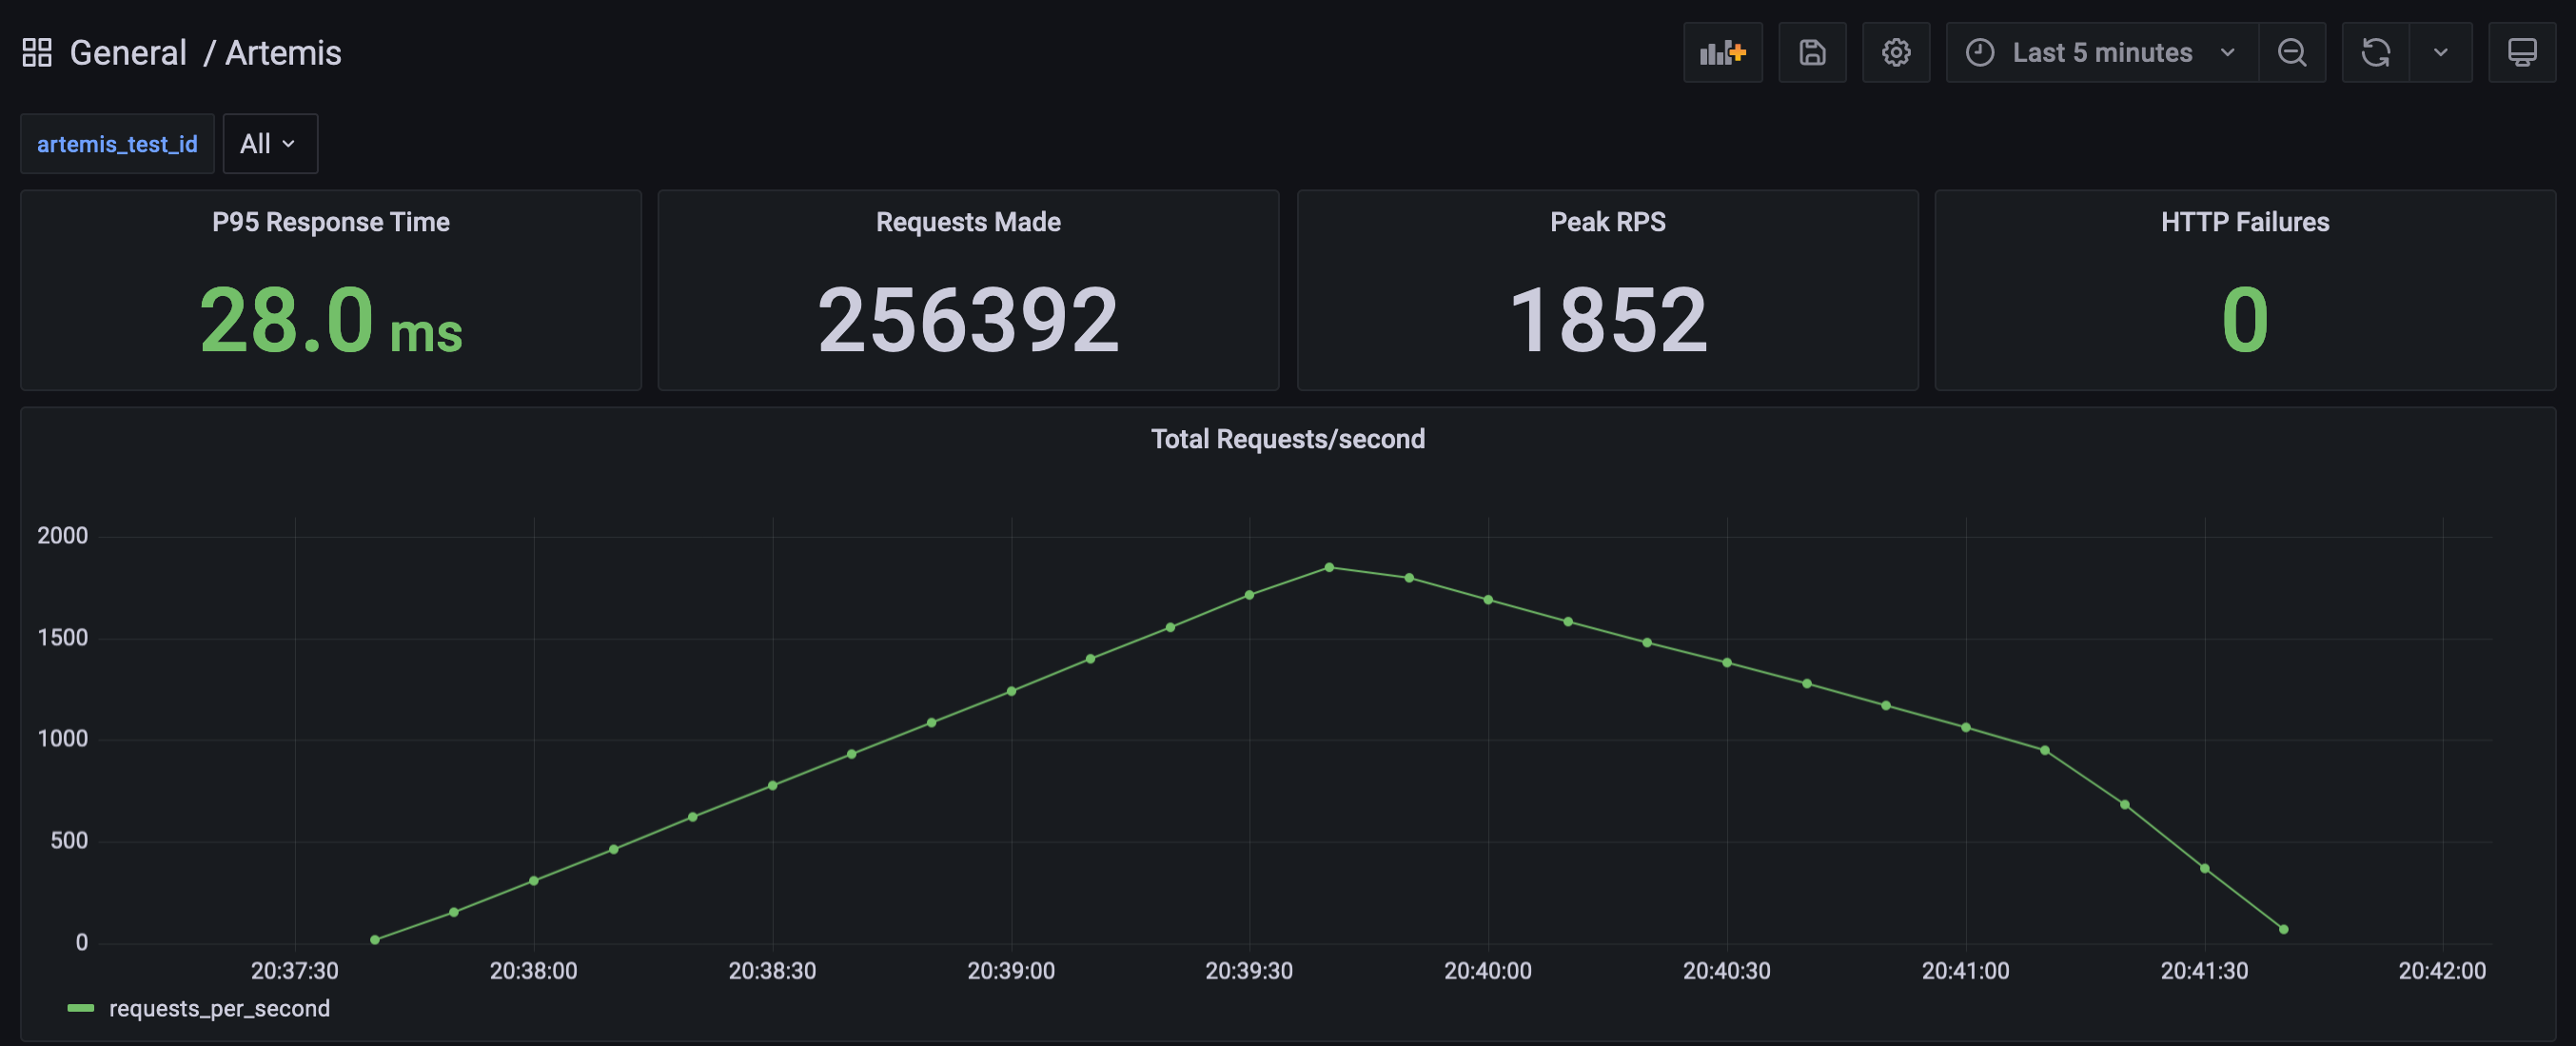 General / Artemis
Last 5 minutes
artemis_test_id
All
P95 Response Time
28.0 ms
Requests Made
256392
Peak RPS
1852
HTTP Failures
0
Total Requests/second
2000
1500
1000
500
0
20:37:30 20:38:00 20:38:30 20:39:00 20:39:30 20:40:00 20:40:30 20:41:00 20:41:30 20:42:00
requests_per_second